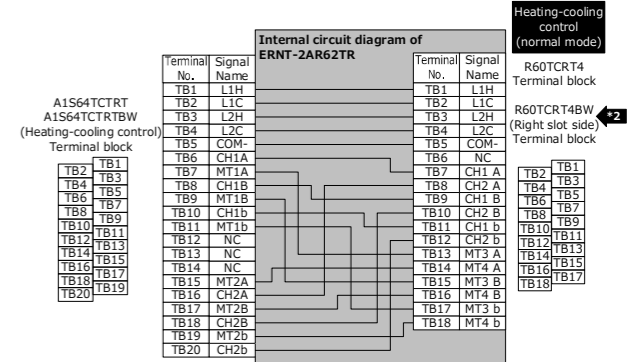 Heating-cooling
control
(normal mode)
Internal circuit diagram of
ERNT-2AR62TR
R60TCRT4
Terminal block
R60TCRT4BW
(Right slot side)
Terminal block
*2
A1S64TCTRT
A1S64TCTRTBW
(Heating-cooling control)
Terminal block
TB1
TB2
TB3
TB4
TB5
TB6
TB7
TB8
TB9
TB10
TB11
TB12
TB13
TB14
TB15
TB16
TB17
TB18
TB19
TB20
Terminal No. Signal Name
TB1 L1H
TB2 L1C
TB3 L2H
TB4 L2C
TB5 COM-
TB6 CH1A
TB7 MT1A
TB8 CH1B
TB9 MT1B
TB10 CH1b
TB11 MT1b
TB12 NC
TB13 NC
TB14 NC
TB15 MT2A
TB16 CH2A
TB17 MT2B
TB18 CH2B
TB19 MT2b
TB20 CH2b
Terminal No. Signal Name
TB1 L1H
TB2 L1C
TB3 L2H
TB4 L2C
TB5 COM-
TB6 NC
TB7 CH1 A
TB8 CH2 A
TB9 CH1 B
TB10 CH2 B
TB11 CH1 b
TB12 CH2 b
TB13 MT3 A
TB14 MT4 A
TB15 MT3 B
TB16 MT4 B
TB17 MT3 b
TB18 MT4 b
TB1
TB2
TB3
TB4
TB5
TB6
TB7
TB8
TB9
TB10
TB11
TB12
TB13
TB14
TB15
TB16
TB17
TB18